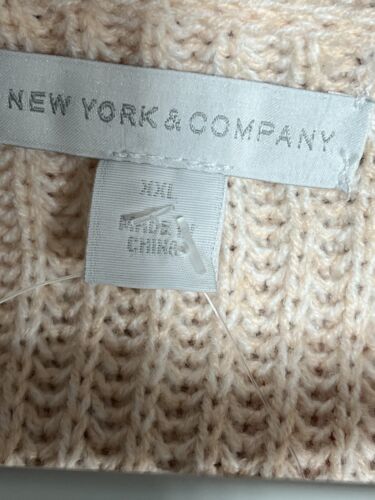 NEW YORK & COMPANY
XXL
MADE IN
CHINA